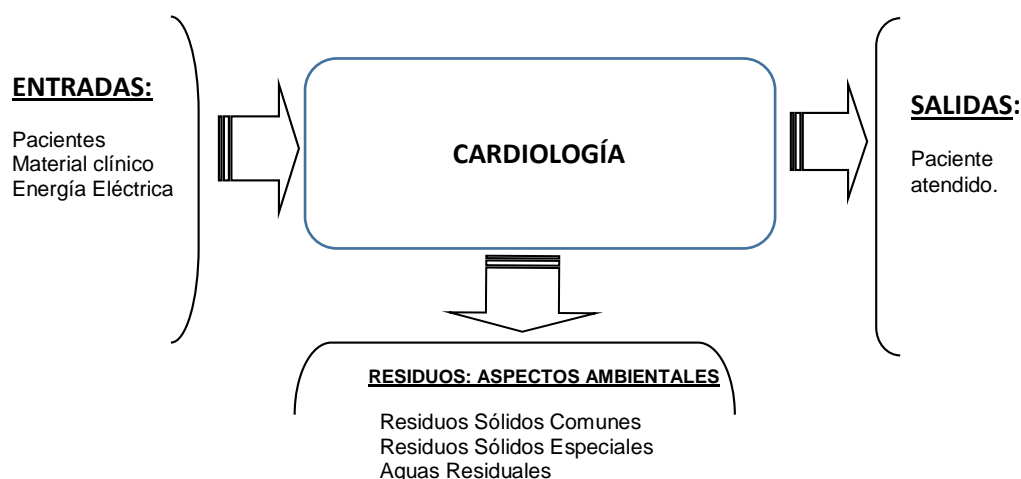 ENTRADAS:
Pacientes
Material clínico
Energía Eléctrica
CARDIOLOGÍA
SALIDAS:
Paciente
atendido.
RESIDUOS: ASPECTOS AMBIENTALES
Residuos Sólidos Comunes
Residuos Sólidos Especiales
Aguas Residuales